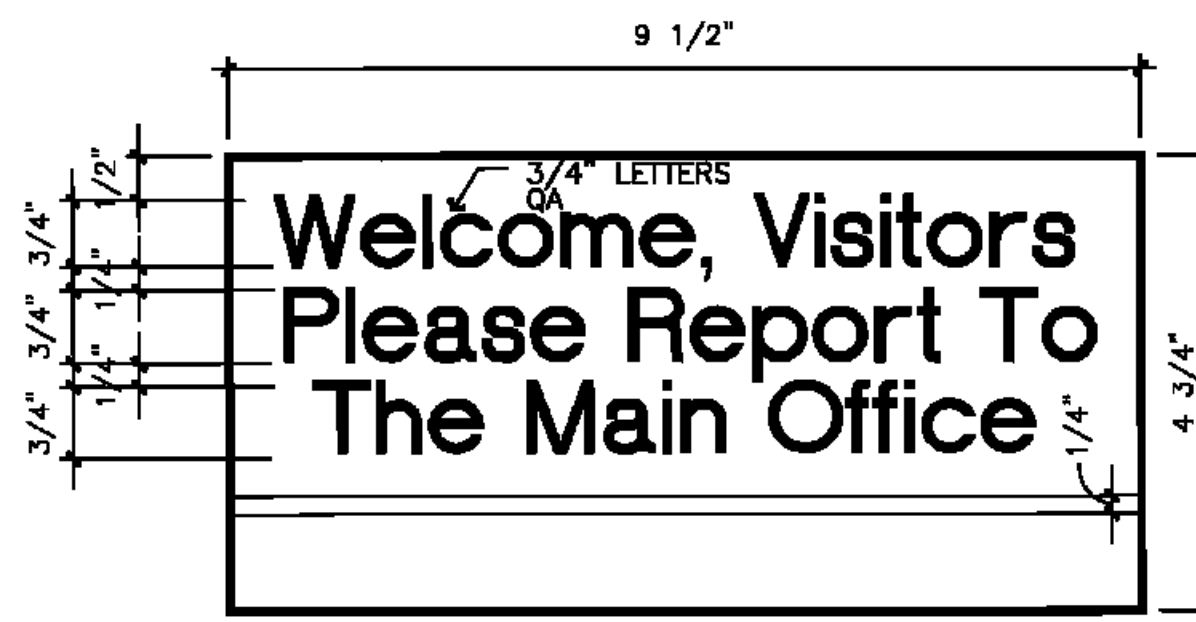 9 1/2"
3/4" LETTERS
QA
Welcome, Visitors
Please Report To
The Main Office
1/2"
3/4"
1/4"
3/4"
1/4"
3/4"
1/4"
4 3/4"